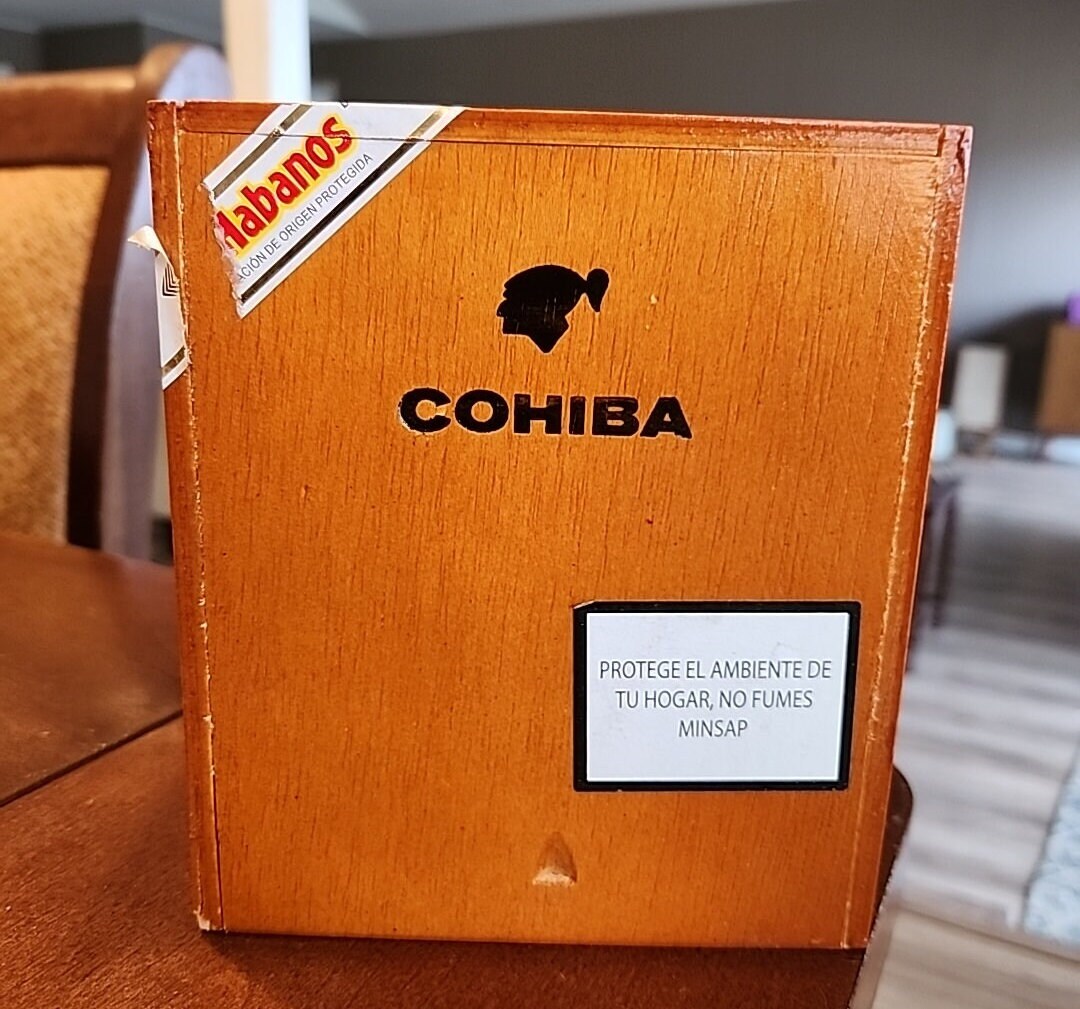 Habanos
ACIÓN DE ORIGEN PROTEGIDA
COHIBA
PROTEGE EL AMBIENTE DE
TU HOGAR, NO FUMES
MINSAP